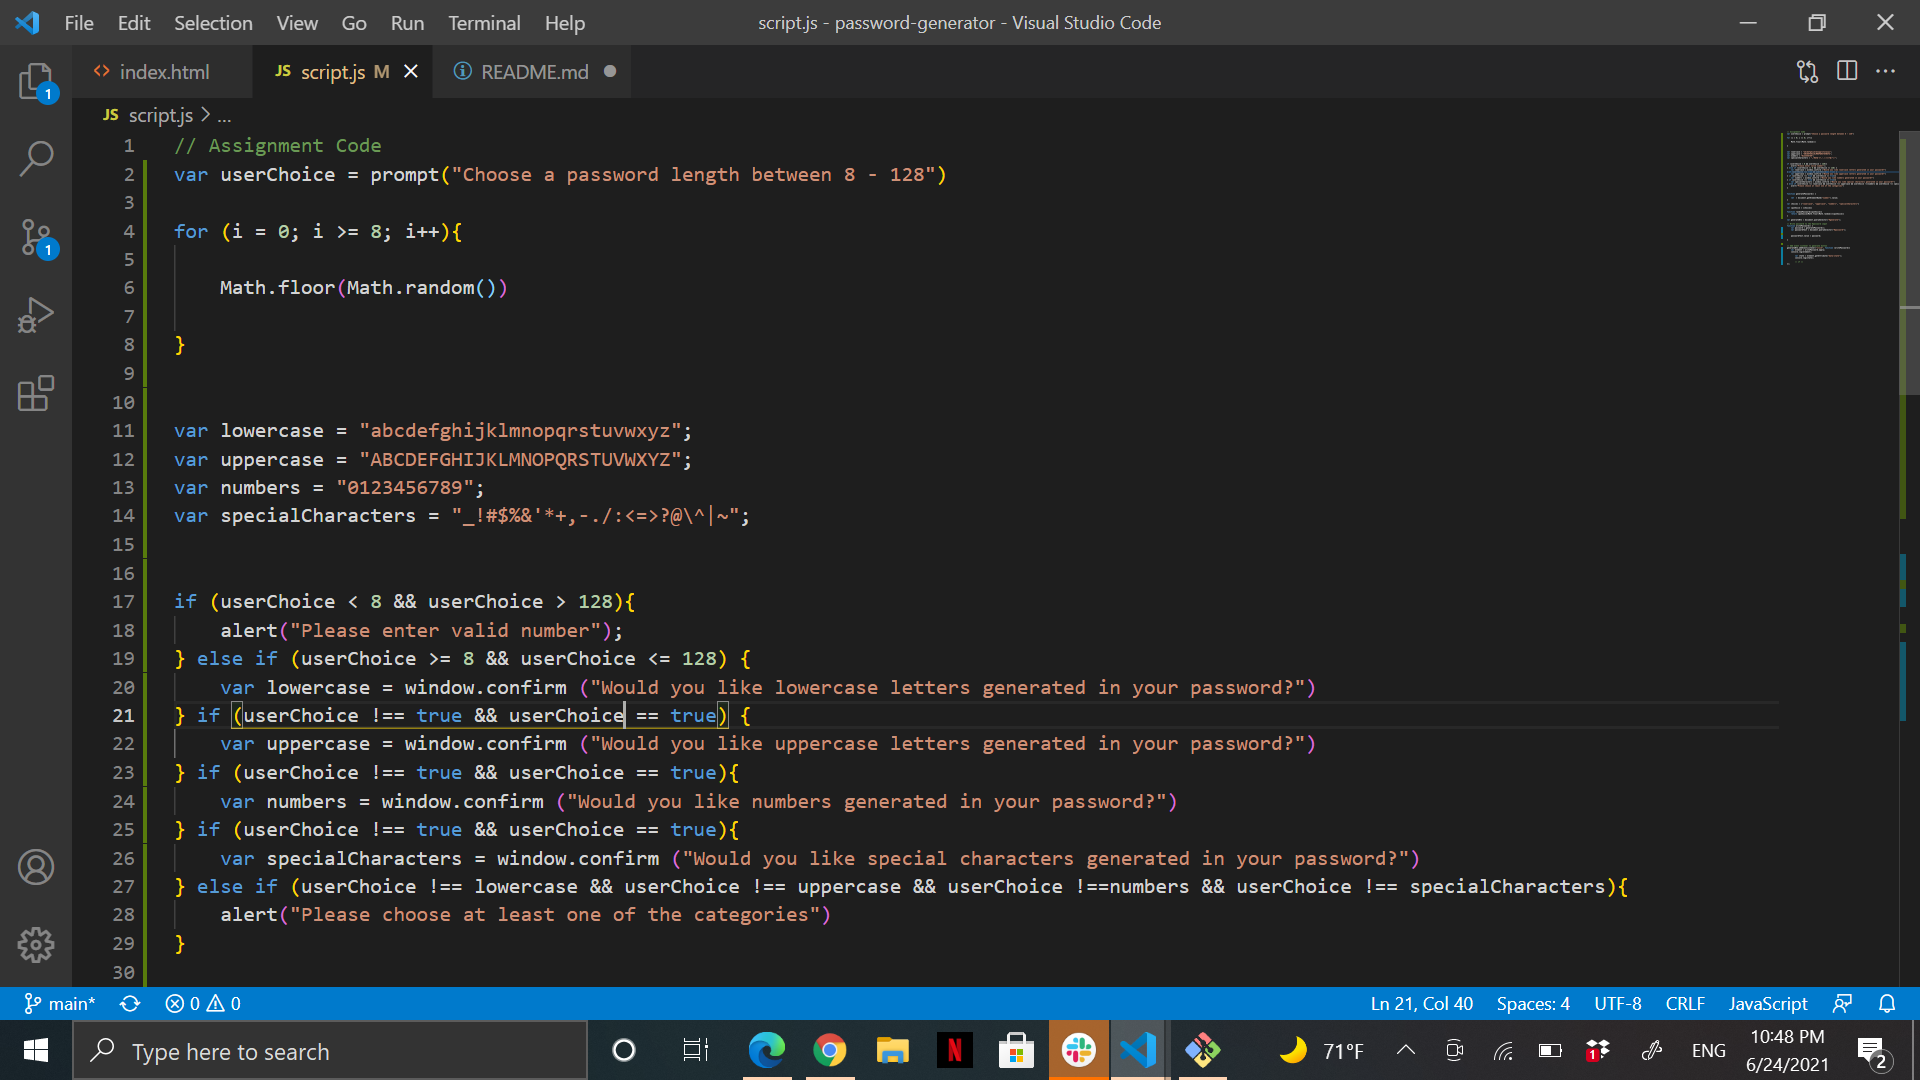 File Edit Selection View Go Run Terminal Help
script.js - password-generator - Visual Studio Code
<> index.html
JS script.js M
README.md
JS script.js > ...
1 // Assignment Code
2 var userChoice = prompt("Choose a password length between 8 - 128")
3
4 for (i = 0; i >= 8; i++){
5
6 Math.floor(Math.random())
7
8 }
9
10
11 var lowercase = "abcdefghijklmnopqrstuvwxyz";
12 var uppercase = "ABCDEFGHIJKLMNOPQRSTUVWXYZ";
13 var numbers = "0123456789";
14 var specialCharacters = "_!#$%&'*+,-./:<=>?@\^|~";
15
16
17 if (userChoice < 8 && userChoice > 128){
18 alert("Please enter valid number");
19 } else if (userChoice >= 8 && userChoice <= 128) {
20 var lowercase = window.confirm ("Would you like lowercase letters generated in your password?")
21 } if (userChoice !== true && userChoice == true) {
22 var uppercase = window.confirm ("Would you like uppercase letters generated in your password?")
23 } if (userChoice !== true && userChoice == true){
24 var numbers = window.confirm ("Would you like numbers generated in your password?")
25 } if (userChoice !== true && userChoice == true){
26 var specialCharacters = window.confirm ("Would you like special characters generated in your password?")
27 } else if (userChoice !== lowercase && userChoice !== uppercase && userChoice !==numbers && userChoice !== specialCharacters){
28 alert("Please choose at least one of the categories")
29 }
30
1
1
main* 0 0
Ln 21, Col 40 Spaces: 4 UTF-8 CRLF JavaScript
Type here to search
N
71°F
1
ENG
10:48 PM
6/24/2021
2